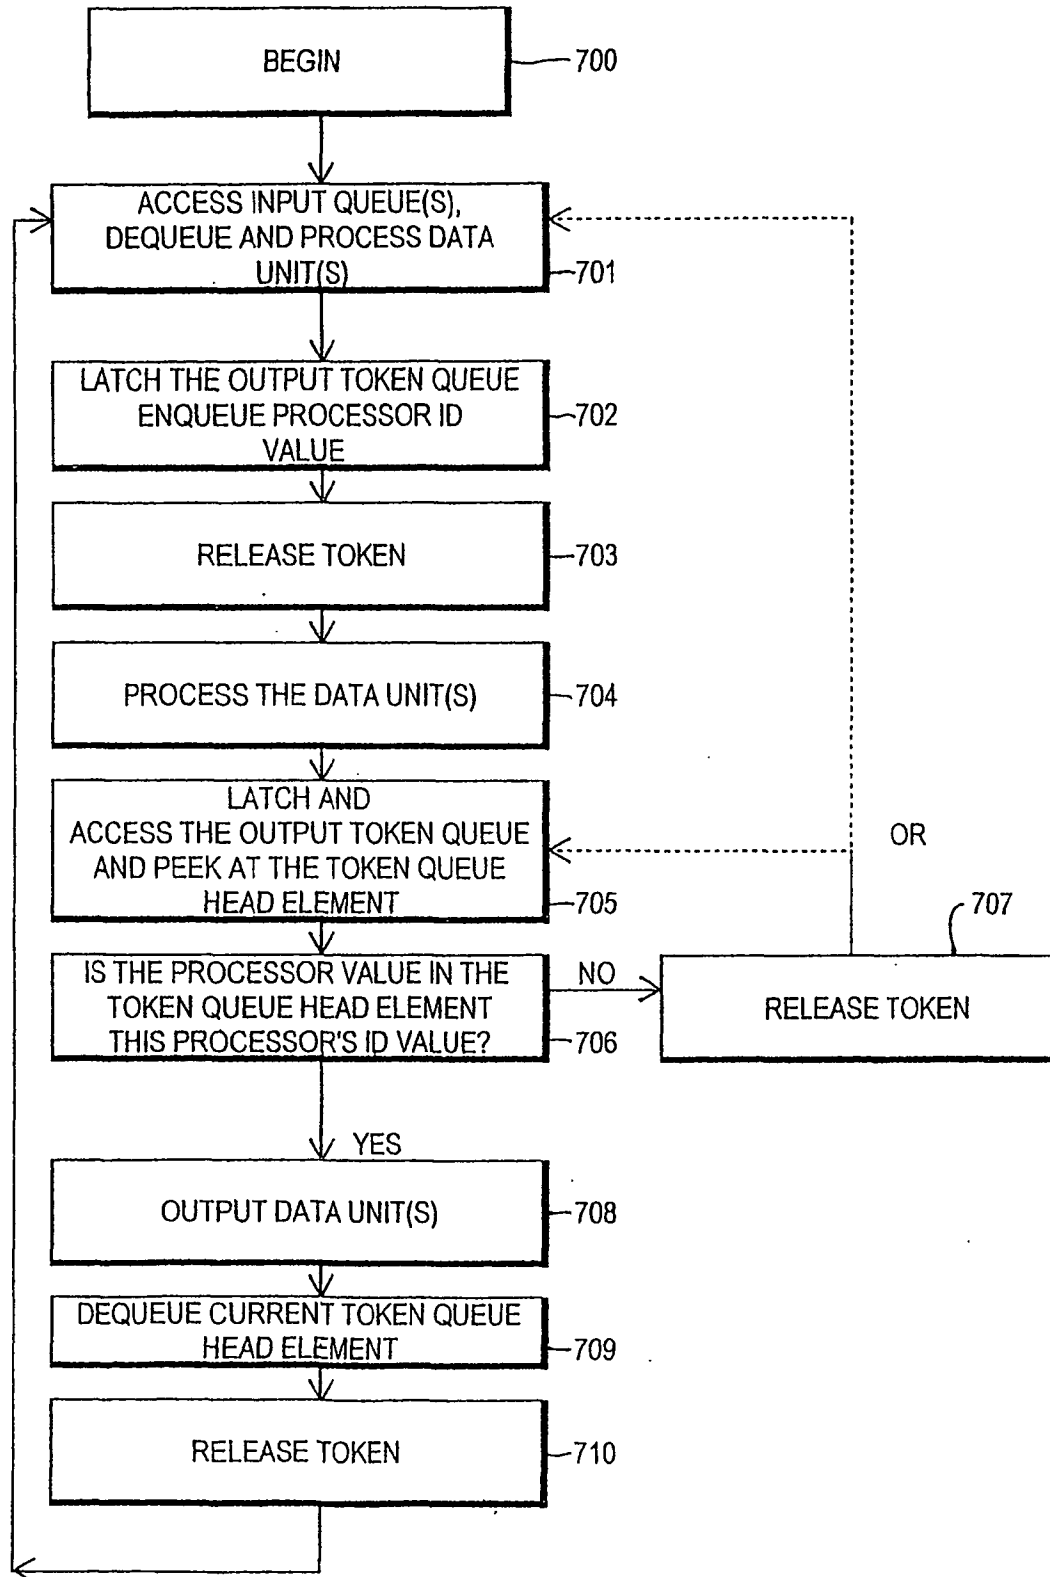 BEGIN
700
ACCESS INPUT QUEUE(S),
DEQUEUE AND PROCESS DATA
UNIT(S)
701
LATCH THE OUTPUT TOKEN QUEUE
ENQUEUE PROCESSOR ID
VALUE
702
RELEASE TOKEN
703
PROCESS THE DATA UNIT(S)
704
LATCH AND
ACCESS THE OUTPUT TOKEN QUEUE
AND PEEK AT THE TOKEN QUEUE
HEAD ELEMENT
705
OR
IS THE PROCESSOR VALUE IN THE
TOKEN QUEUE HEAD ELEMENT
THIS PROCESSOR'S ID VALUE?
706
NO
707
RELEASE TOKEN
YES
OUTPUT DATA UNIT(S)
708
DEQUEUE CURRENT TOKEN QUEUE
HEAD ELEMENT
709
RELEASE TOKEN
710